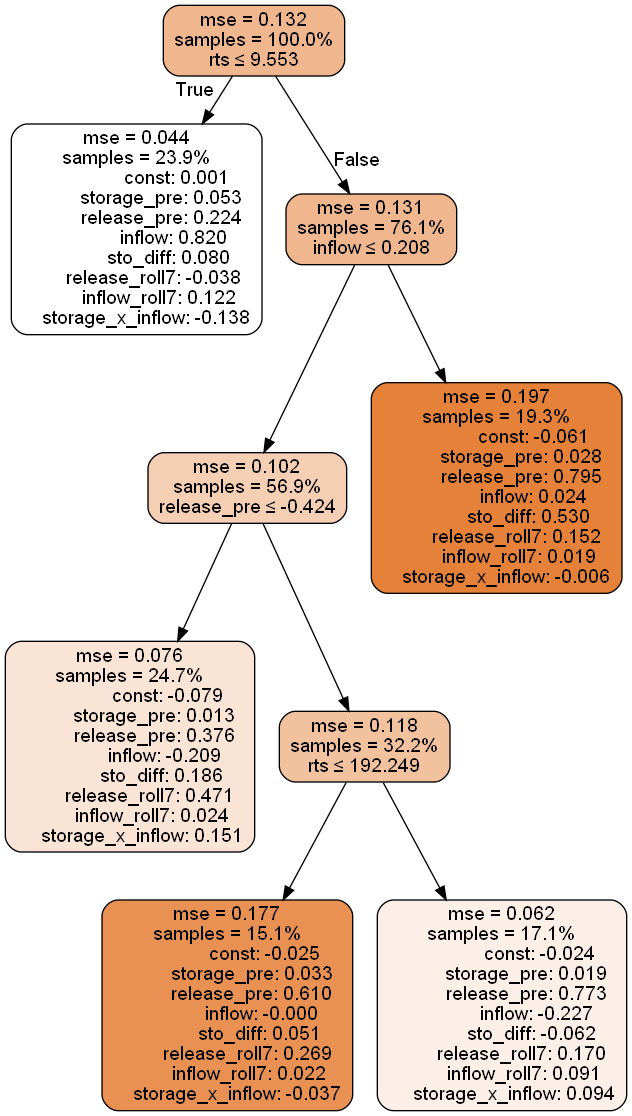 mse = 0.132
samples = 100.0%
rts ≤ 9.553
True
False
mse = 0.044
samples = 23.9%
const: 0.001
storage_pre: 0.053
release_pre: 0.224
inflow: 0.820
sto_diff: 0.080
release_roll7: -0.038
inflow_roll7: 0.122
storage_x_inflow: -0.138
mse = 0.131
samples = 76.1%
inflow ≤ 0.208
mse = 0.197
samples = 19.3%
const: -0.061
storage_pre: 0.028
release_pre: 0.795
inflow: 0.024
sto_diff: 0.530
release_roll7: 0.152
inflow_roll7: 0.019
storage_x_inflow: -0.006
mse = 0.102
samples = 56.9%
release_pre ≤ -0.424
mse = 0.076
samples = 24.7%
const: -0.079
storage_pre: 0.013
release_pre: 0.376
inflow: -0.209
sto_diff: 0.186
release_roll7: 0.471
inflow_roll7: 0.024
storage_x_inflow: 0.151
mse = 0.118
samples = 32.2%
rts ≤ 192.249
mse = 0.177
samples = 15.1%
const: -0.025
storage_pre: 0.033
release_pre: 0.610
inflow: -0.000
sto_diff: 0.051
release_roll7: 0.269
inflow_roll7: 0.022
storage_x_inflow: -0.037
mse = 0.062
samples = 17.1%
const: -0.024
storage_pre: 0.019
release_pre: 0.773
inflow: -0.227
sto_diff: -0.062
release_roll7: 0.170
inflow_roll7: 0.091
storage_x_inflow: 0.094